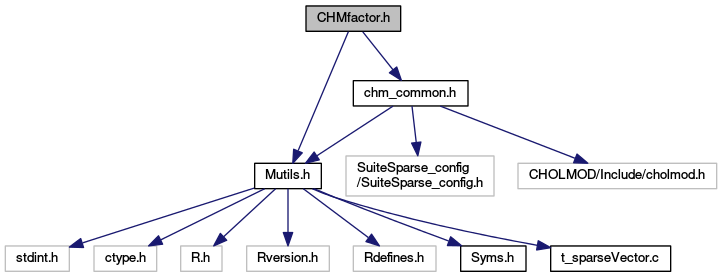 CHMfactor.h
chm_common.h
Mutils.h
SuiteSparse_config
/SuiteSparse_config.h
CHOLMOD/Include/cholmod.h
stdint.h
ctype.h
R.h
Rversion.h
Rdefines.h
Syms.h
t_sparseVector.c